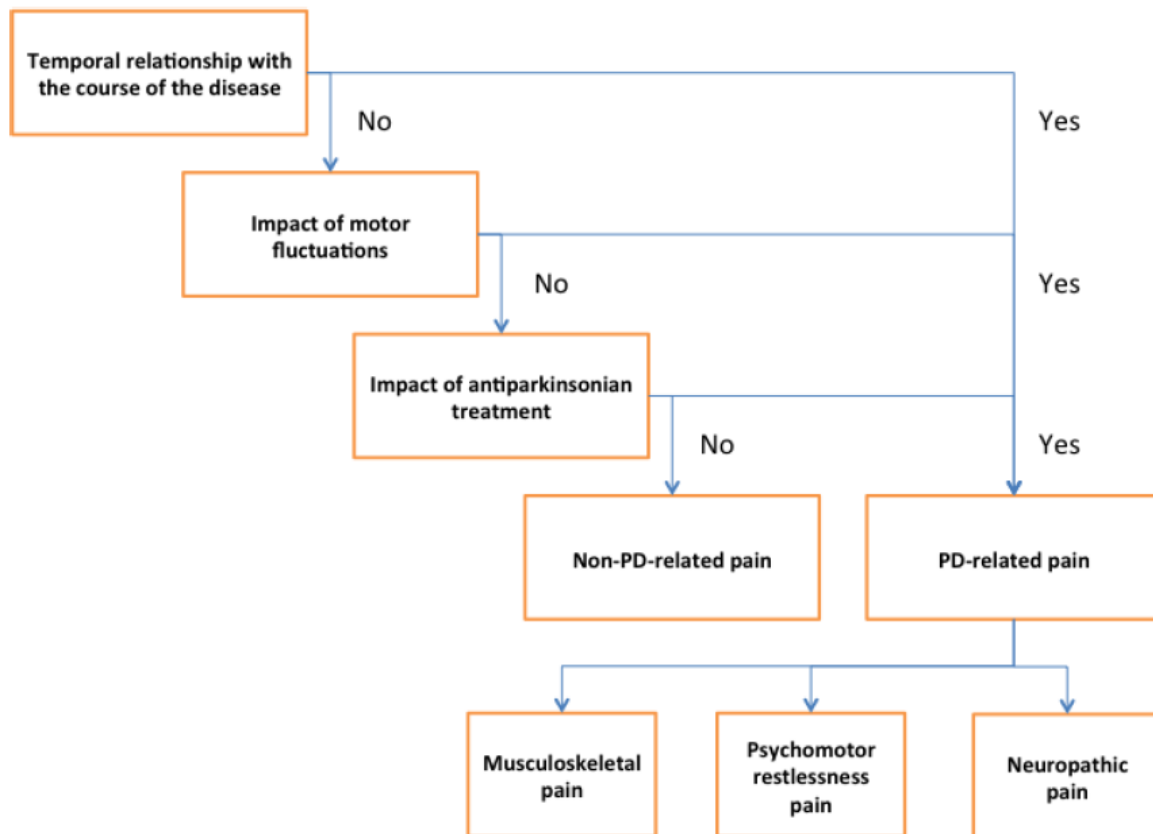 Temporal relationship with
the course of the disease
No
Yes
Impact of motor
fluctuations
No
Yes
Impact of antiparkinsonian
treatment
No
Yes
Non-PD-related pain
PD-related pain
Musculoskeletal
pain
Psychomotor
restlessness
pain
Neuropathic
pain